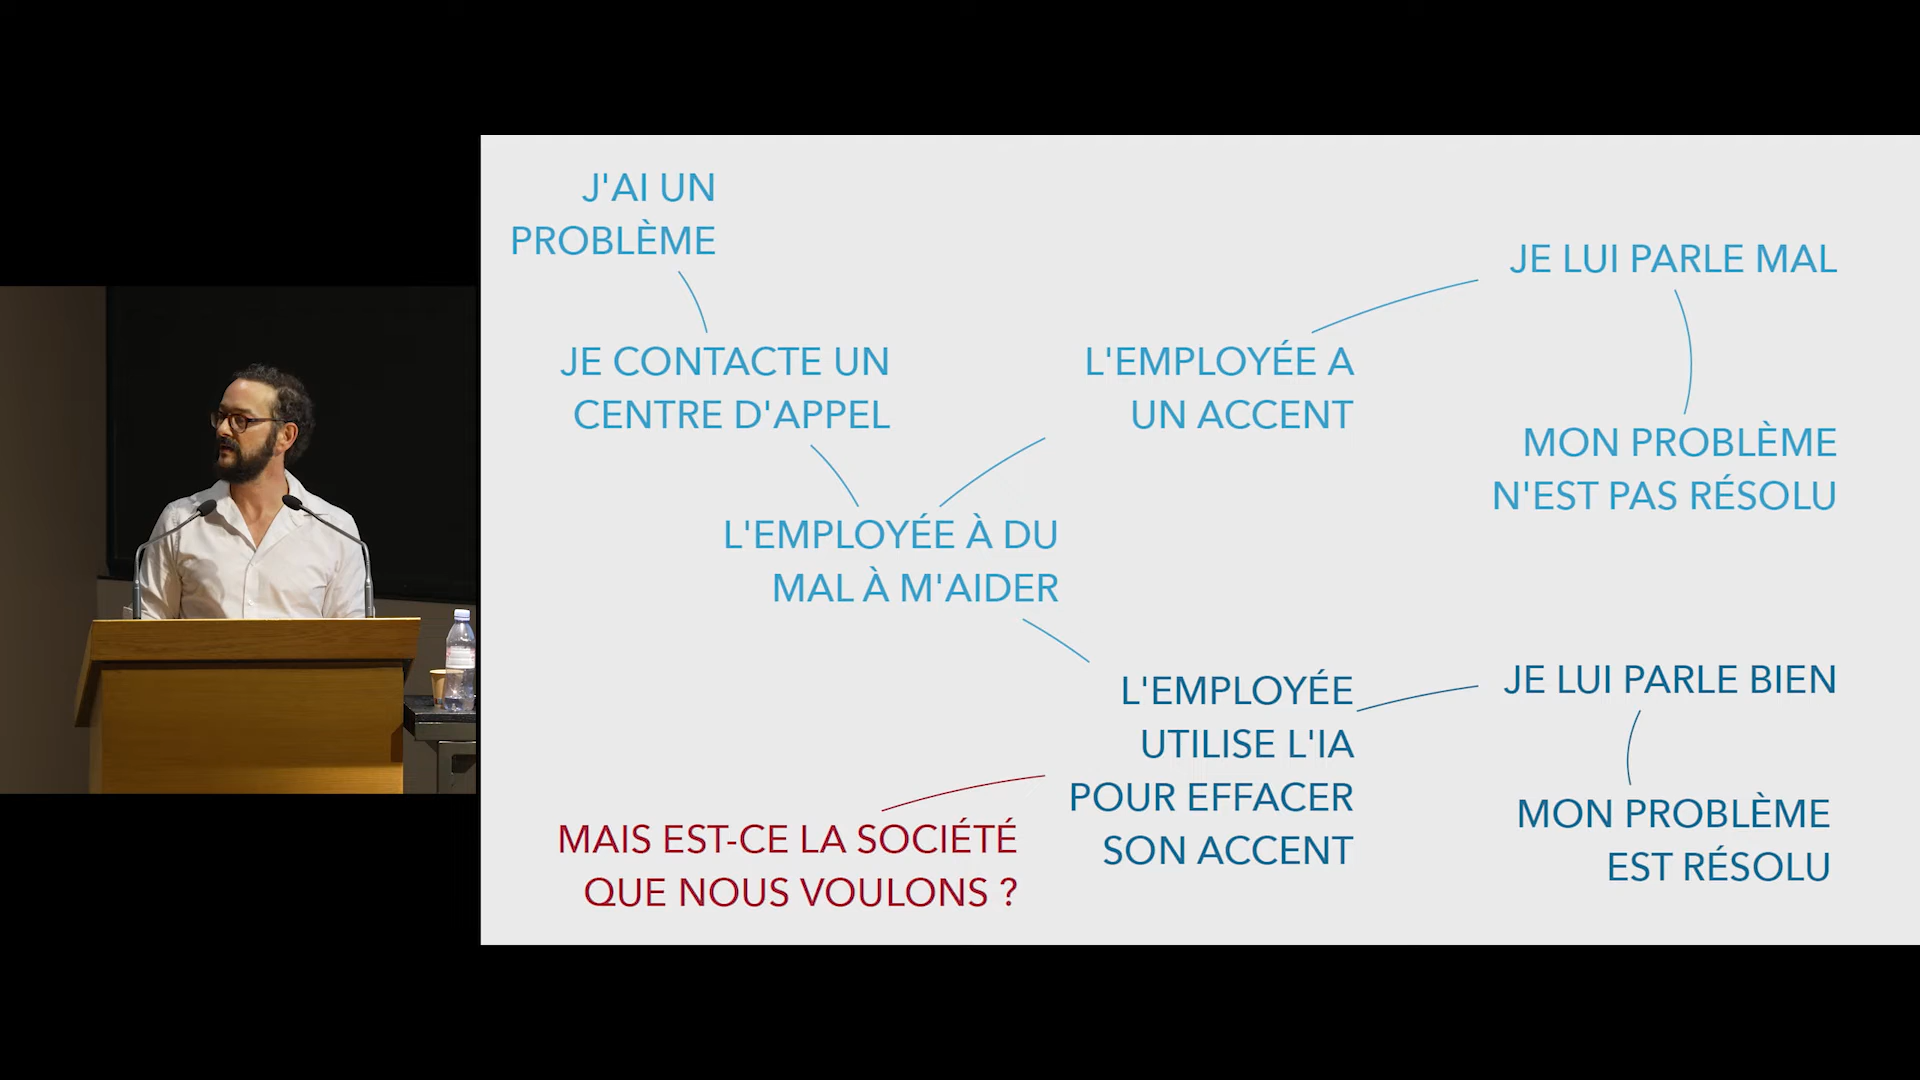 J'AI UN
PROBLÈME
JE CONTACTE UN
CENTRE D'APPEL
L'EMPLOYÉE À DU
MAL À M'AIDER
L'EMPLOYÉE A
UN ACCENT
JE LUI PARLE MAL
MON PROBLÈME
N'EST PAS RÉSOLU
L'EMPLOYÉE
UTILISE L'IA
POUR EFFACER
SON ACCENT
JE LUI PARLE BIEN
MON PROBLÈME
EST RÉSOLU
MAIS EST-CE LA SOCIÉTÉ
QUE NOUS VOULONS ?